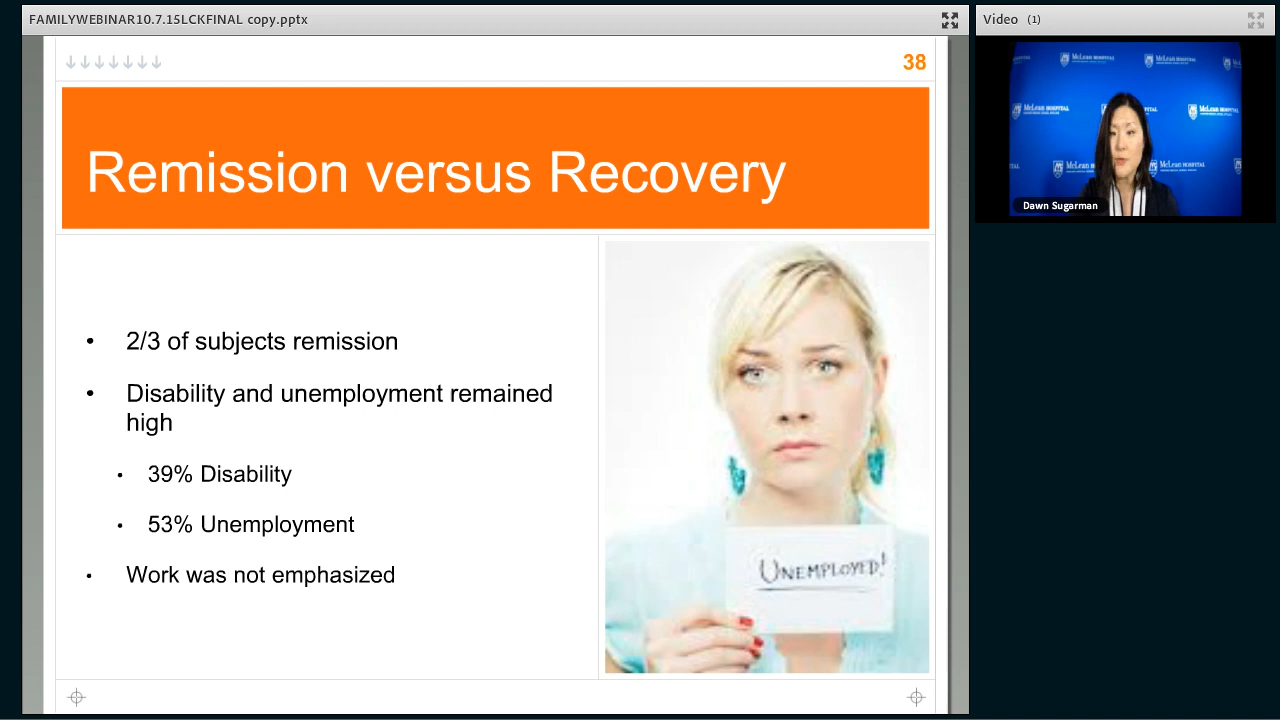 FAMILYWEBINAR10.7.15LCKFINAL copy.pptx
Video (1)
38
Remission versus Recovery
• 2/3 of subjects remission
• Disability and unemployment remained
high
• 39% Disability
• 53% Unemployment
• Work was not emphasized
UNEMPLOYED!
McLean HOSPITAL
Dawn Sugarman